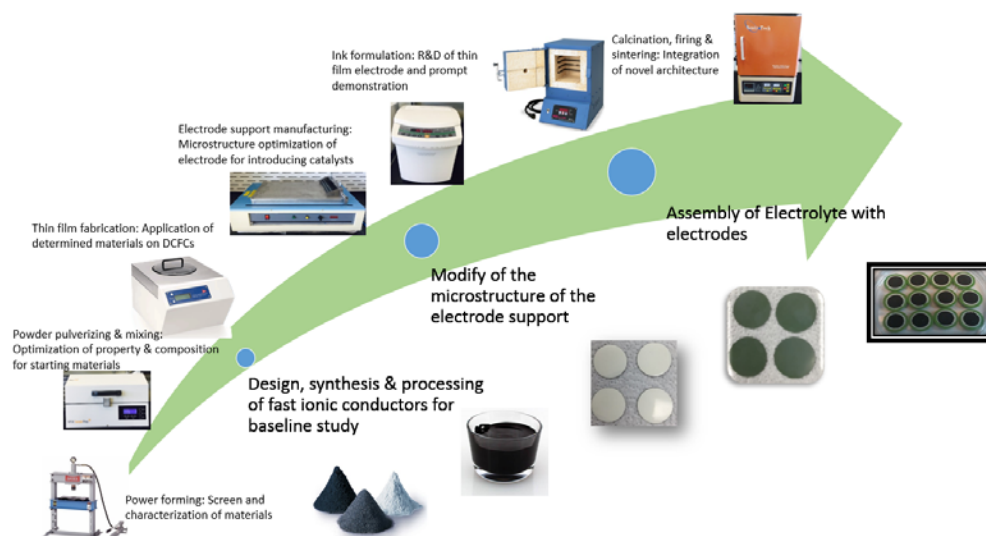 Calcination, firing &
sintering: Integration
of novel architecture
Ink formulation: R&D of thin
film electrode and prompt
demonstration
Electrode support manufacturing:
Microstructure optimization of
electrode for introducing catalysts
Thin film fabrication: Application of
determined materials on DCFCs
Powder pulverizing & mixing:
Optimization of property & composition
for starting materials
Power forming: Screen and
characterization of materials
Design, synthesis & processing
of fast ionic conductors for
baseline study
Modify of the
microstructure of the
electrode support
Assembly of Electrolyte with
electrodes